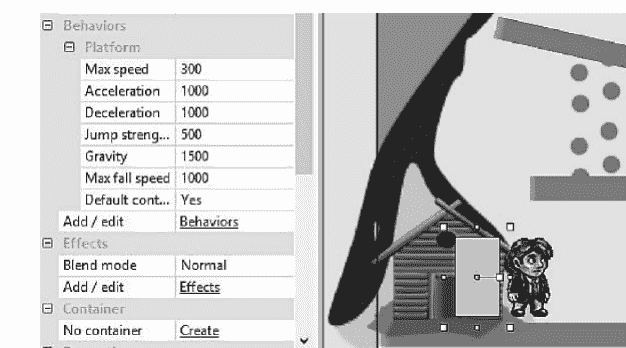 Behaviors
Platform
Max speed 300
Acceleration 1000
Deceleration 1000
Jump streng... 500
Gravity 1500
Max fall speed 1000
Default cont... Yes
Add / edit Behaviors
Effects
Blend mode Normal
Add / edit Effects
Container
No container Create